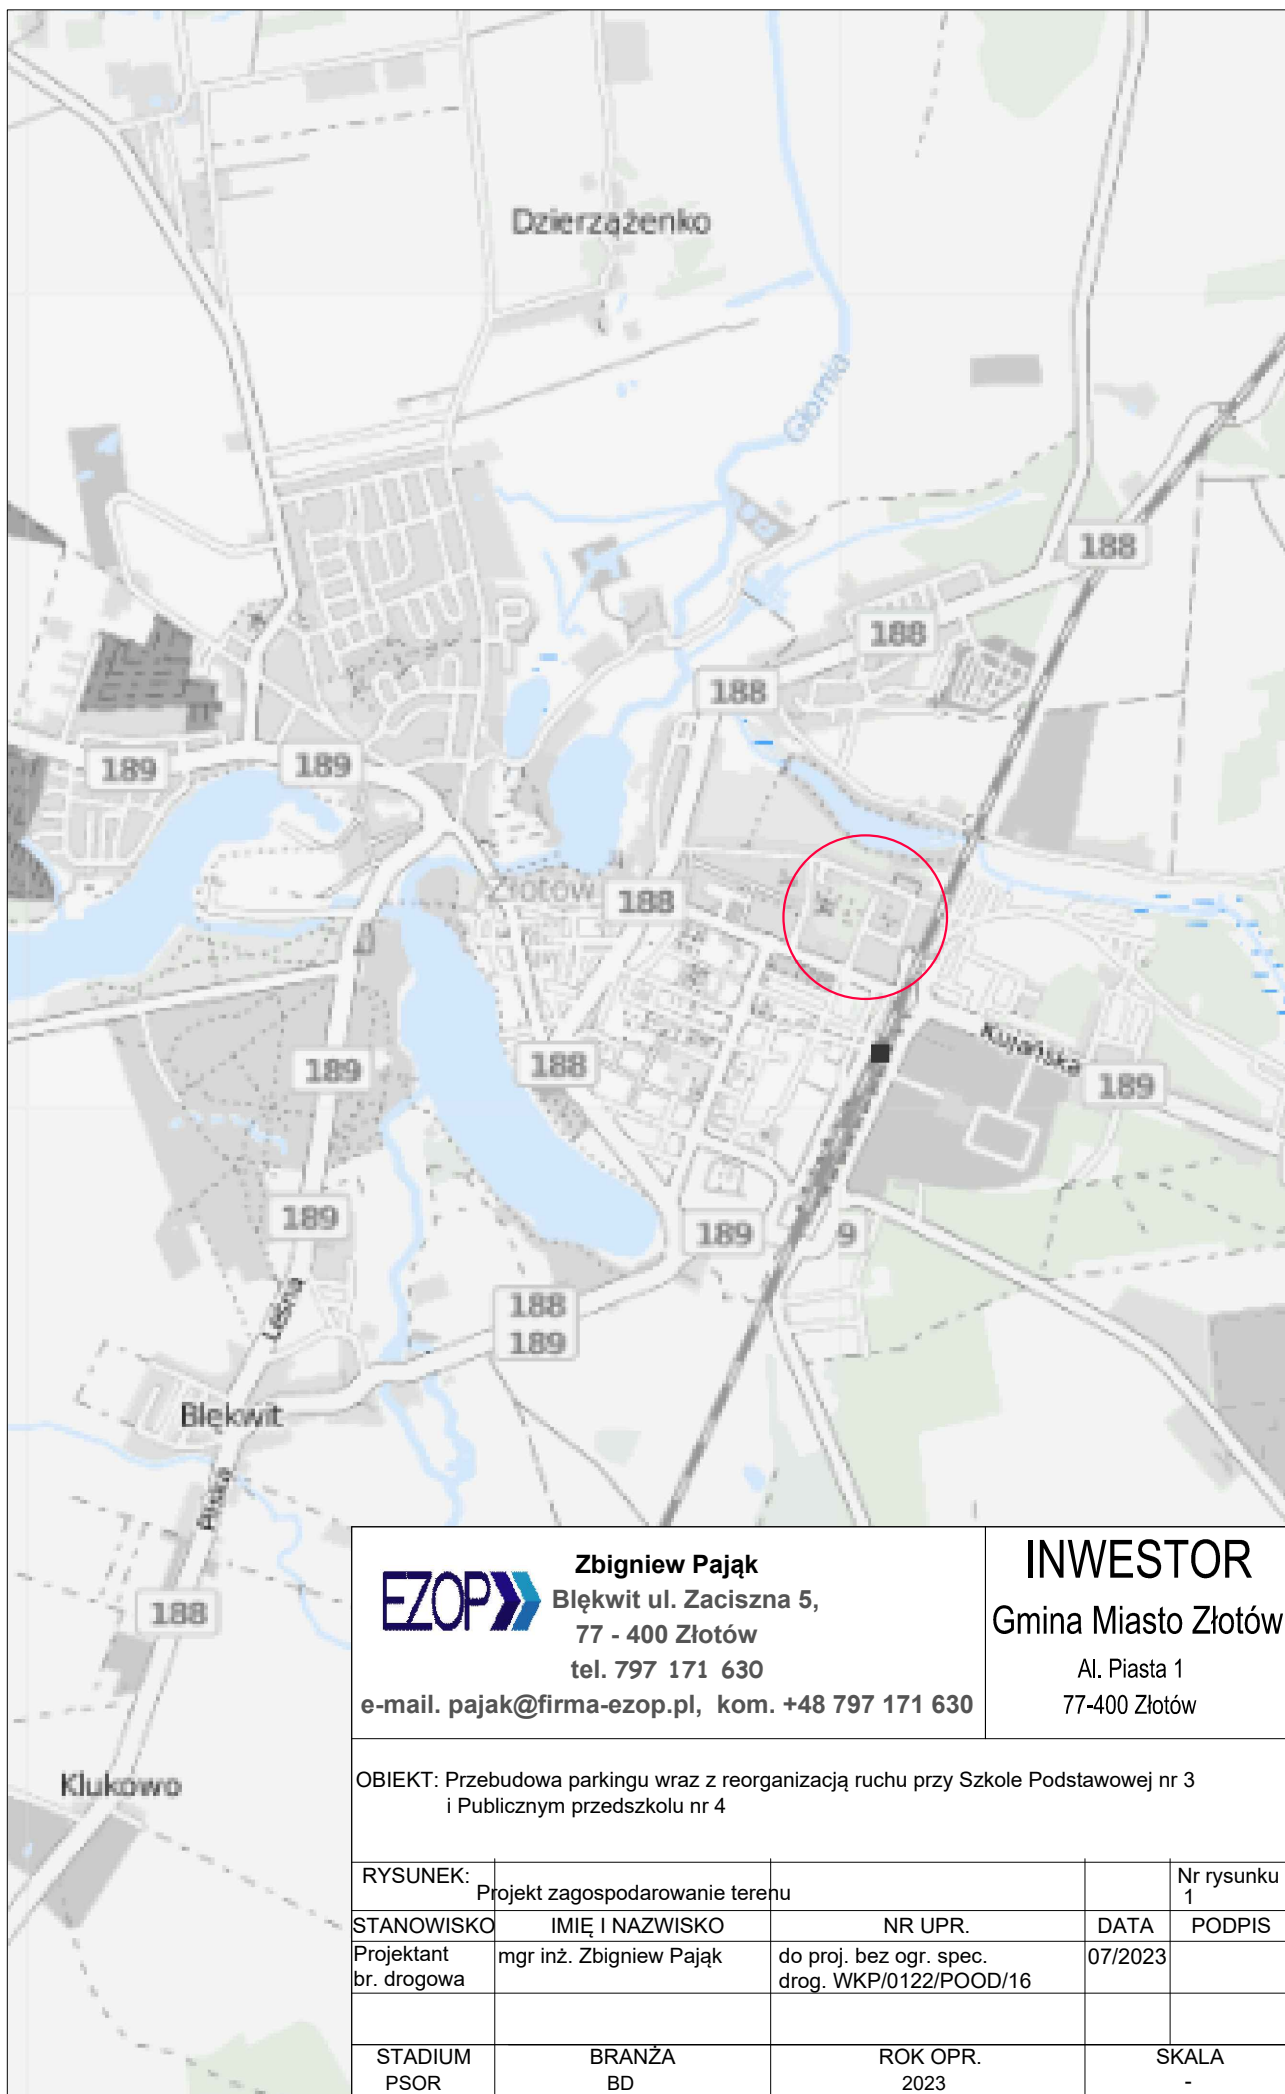 Dzierzążenko
Głomia
188
188
188
189
189
Złotów
188
Kujańska
188
189
189
189
189
9
Leśna
188
189
Blękwit
Pilska
188
Klukowo
EZOP
Zbigniew Pająk
Blękwit ul. Zaciszna 5,
77 - 400 Złotów
tel. 797 171 630
e-mail. pajak@firma-ezop.pl, kom. +48 797 171 630
INWESTOR
Gmina Miasto Złotów
Al. Piasta 1
77-400 Złotów
OBIEKT: Przebudowa parkingu wraz z reorganizacją ruchu przy Szkole Podstawowej nr 3
i Publicznym przedszkolu nr 4
RYSUNEK:
Projekt zagospodarowanie terenu
Nr rysunku
1
STANOWISKO IMIĘ I NAZWISKO NR UPR. DATA PODPIS
Projektant mgr inż. Zbigniew Pająk do proj. bez ogr. spec. 07/2023
br. drogowa drog. WKP/0122/POOD/16
STADIUM BRANŻA ROK OPR. SKALA
PSOR BD 2023 -